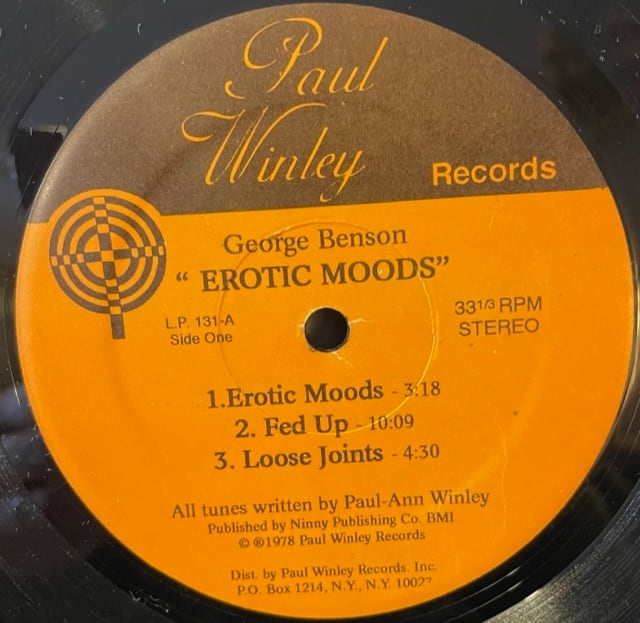 Paul
Winley
Records
George Benson
“ EROTIC MOODS”
L.P. 131-A
Side One
33 1/3 RPM
STEREO
1.Erotic Moods - 3:18
2. Fed Up - 10:09
3. Loose Joints - 4:30
All tunes written by Paul-Ann Winley
Published by Ninny Publishing Co. BMI
© ®1978 Paul Winley Records
Dist. by Paul Winley Records. Inc.
P.O. Box 1214, N.Y., N.Y. 10027